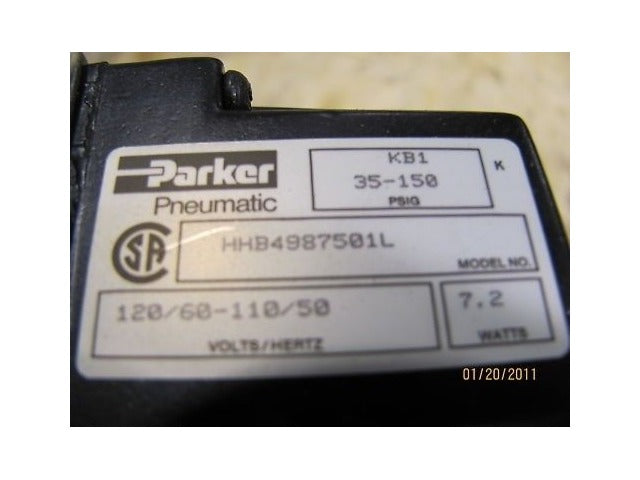 Parker
Pneumatic
KB1
35-150
PSIG
K
CSA
HHB4987501L
MODEL NO.
120/60-110/50
VOLTS/HERTZ
7.2
WATTS
01/20/2011